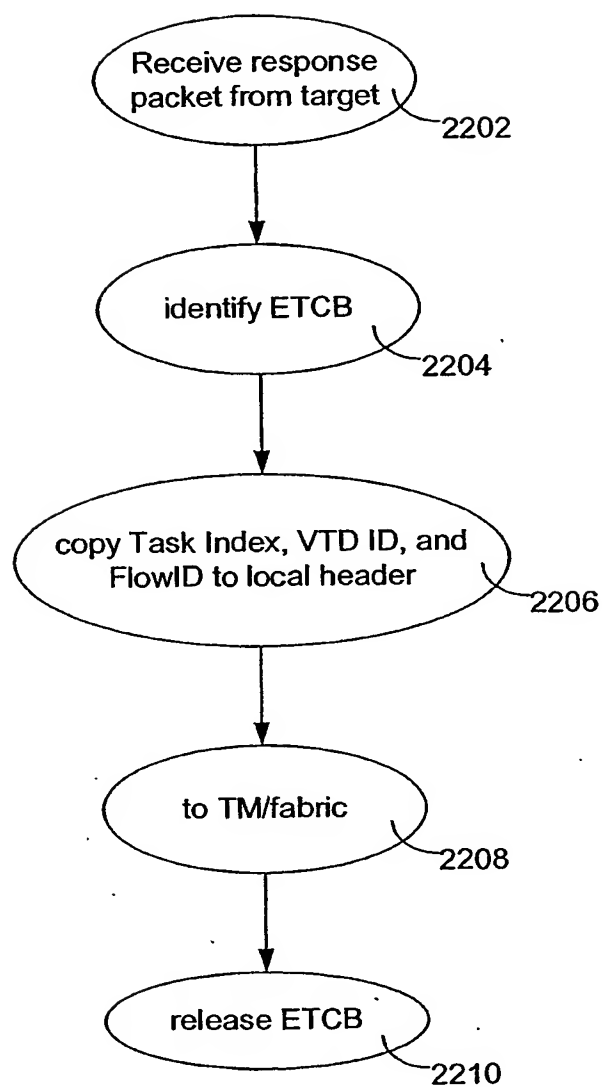 Receive response
packet from target
2202
identify ETCB
2204
copy Task Index, VTD ID, and
FlowID to local header
2206
to TM/fabric
2208
release ETCB
2210